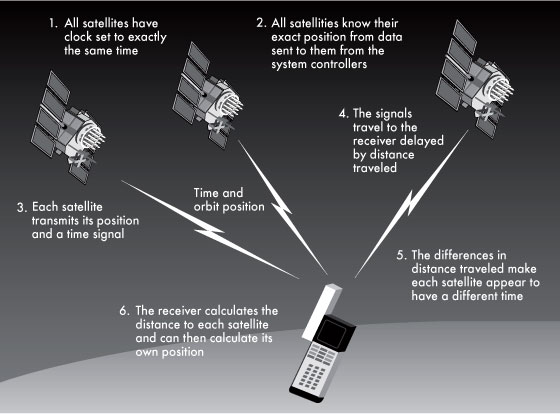 1. All satellites have
clock set to exactly
the same time
2. All satellities know their
exact position from data
sent to them from the
system controllers
4. The signals
travel to the
receiver delayed
by distance
traveled
3. Each satellite
transmits its position
and a time signal
Time and
orbit position
5. The differences in
distance traveled make
each satellite appear to
have a different time
6. The receiver calculates the
distance to each satellite
and can then calculate its
own position